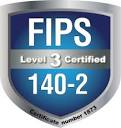 FIPS
Level 3 Certified
140-2
Certificate number 1873